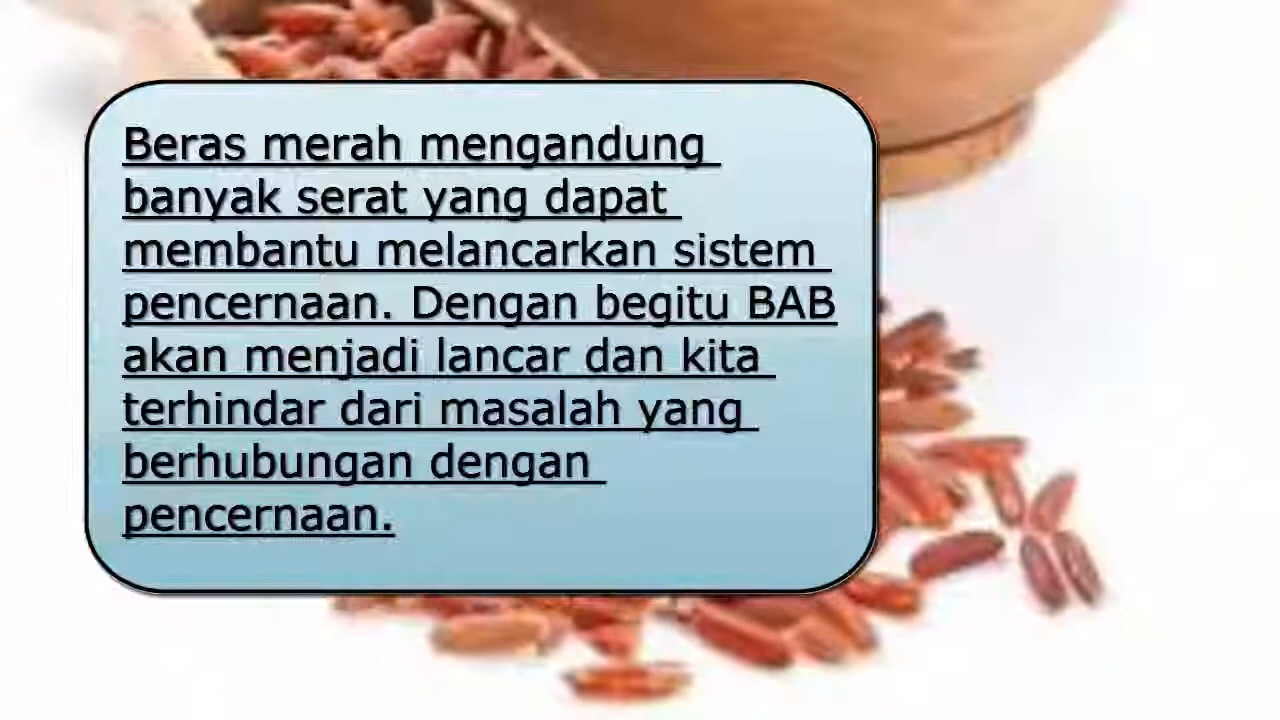 Beras merah mengandung
banyak serat yang dapat
membantu melancarkan sistem
pencernaan. Dengan begitu BAB
akan menjadi lancar dan kita
terhindar dari masalah yang
berhubungan dengan
pencernaan.